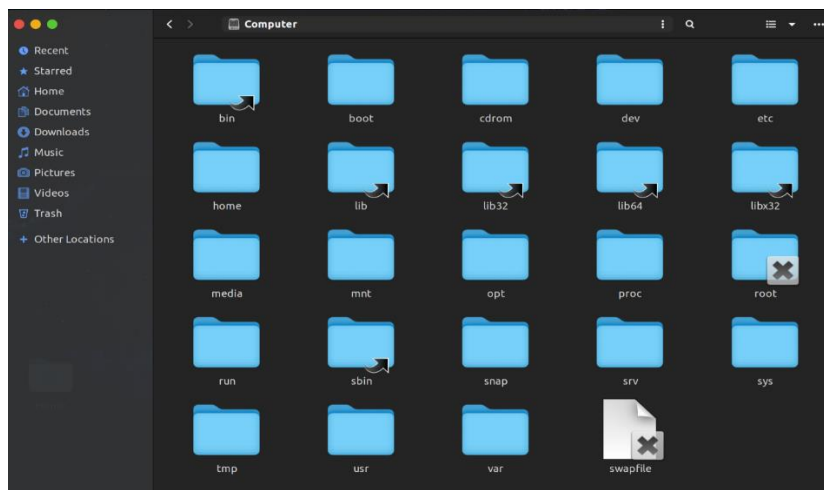 Computer
Recent
Starred
Home
Documents
Downloads
Music
Pictures
Videos
Trash
Other Locations
bin boot cdrom dev etc
home lib lib32 lib64 libx32
media mnt opt proc root
run sbin snap srv sys
tmp usr var swapfile